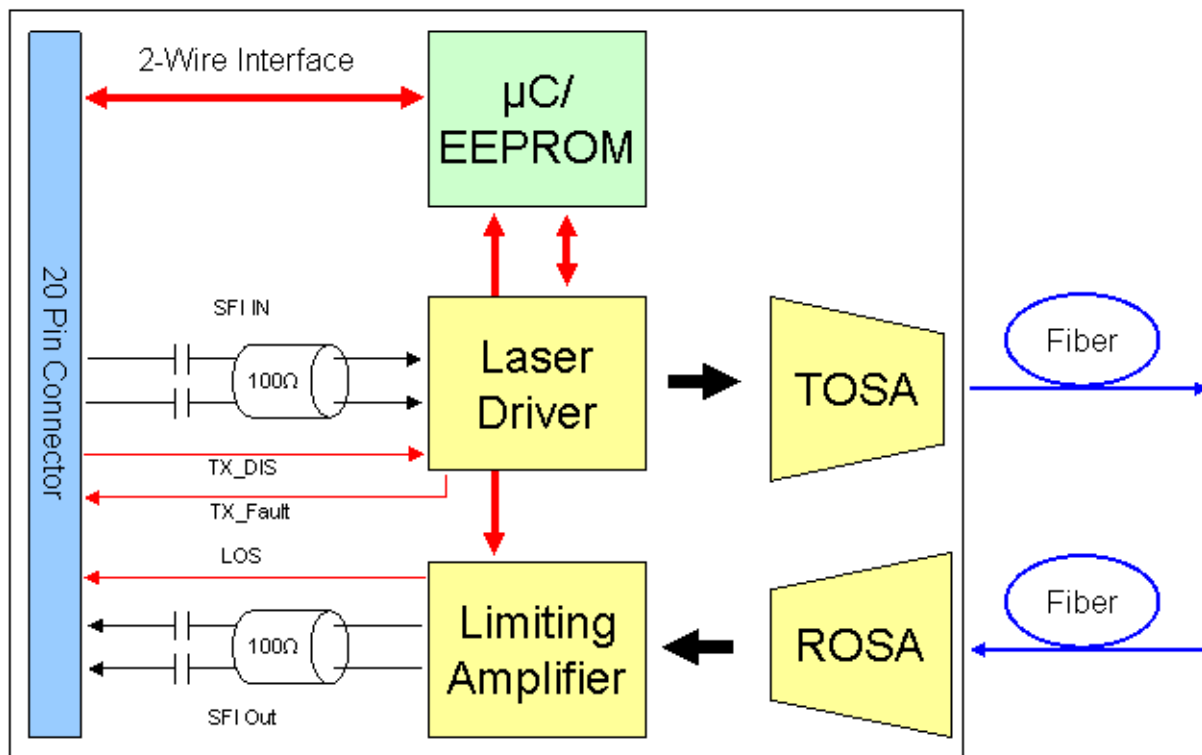 2-Wire Interface
µC/
EEPROM
20 Pin Connector
SFI IN
100Ω
Laser
Driver
TOSA
Fiber
TX_DIS
TX_Fault
LOS
100Ω
SFI Out
Limiting
Amplifier
ROSA
Fiber